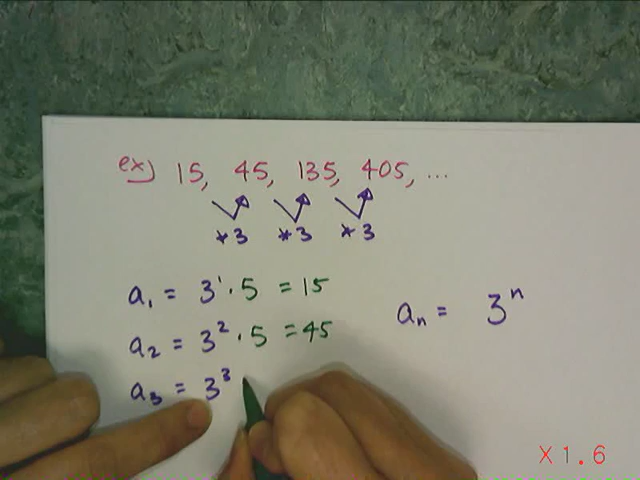 ex) 15, 45, 135, 405, ...
*3 *3 *3
a₁ = 3¹ · 5 = 15
a₂ = 3² · 5 = 45
aₙ = 3ⁿ
a₃ = 3³
X1.6